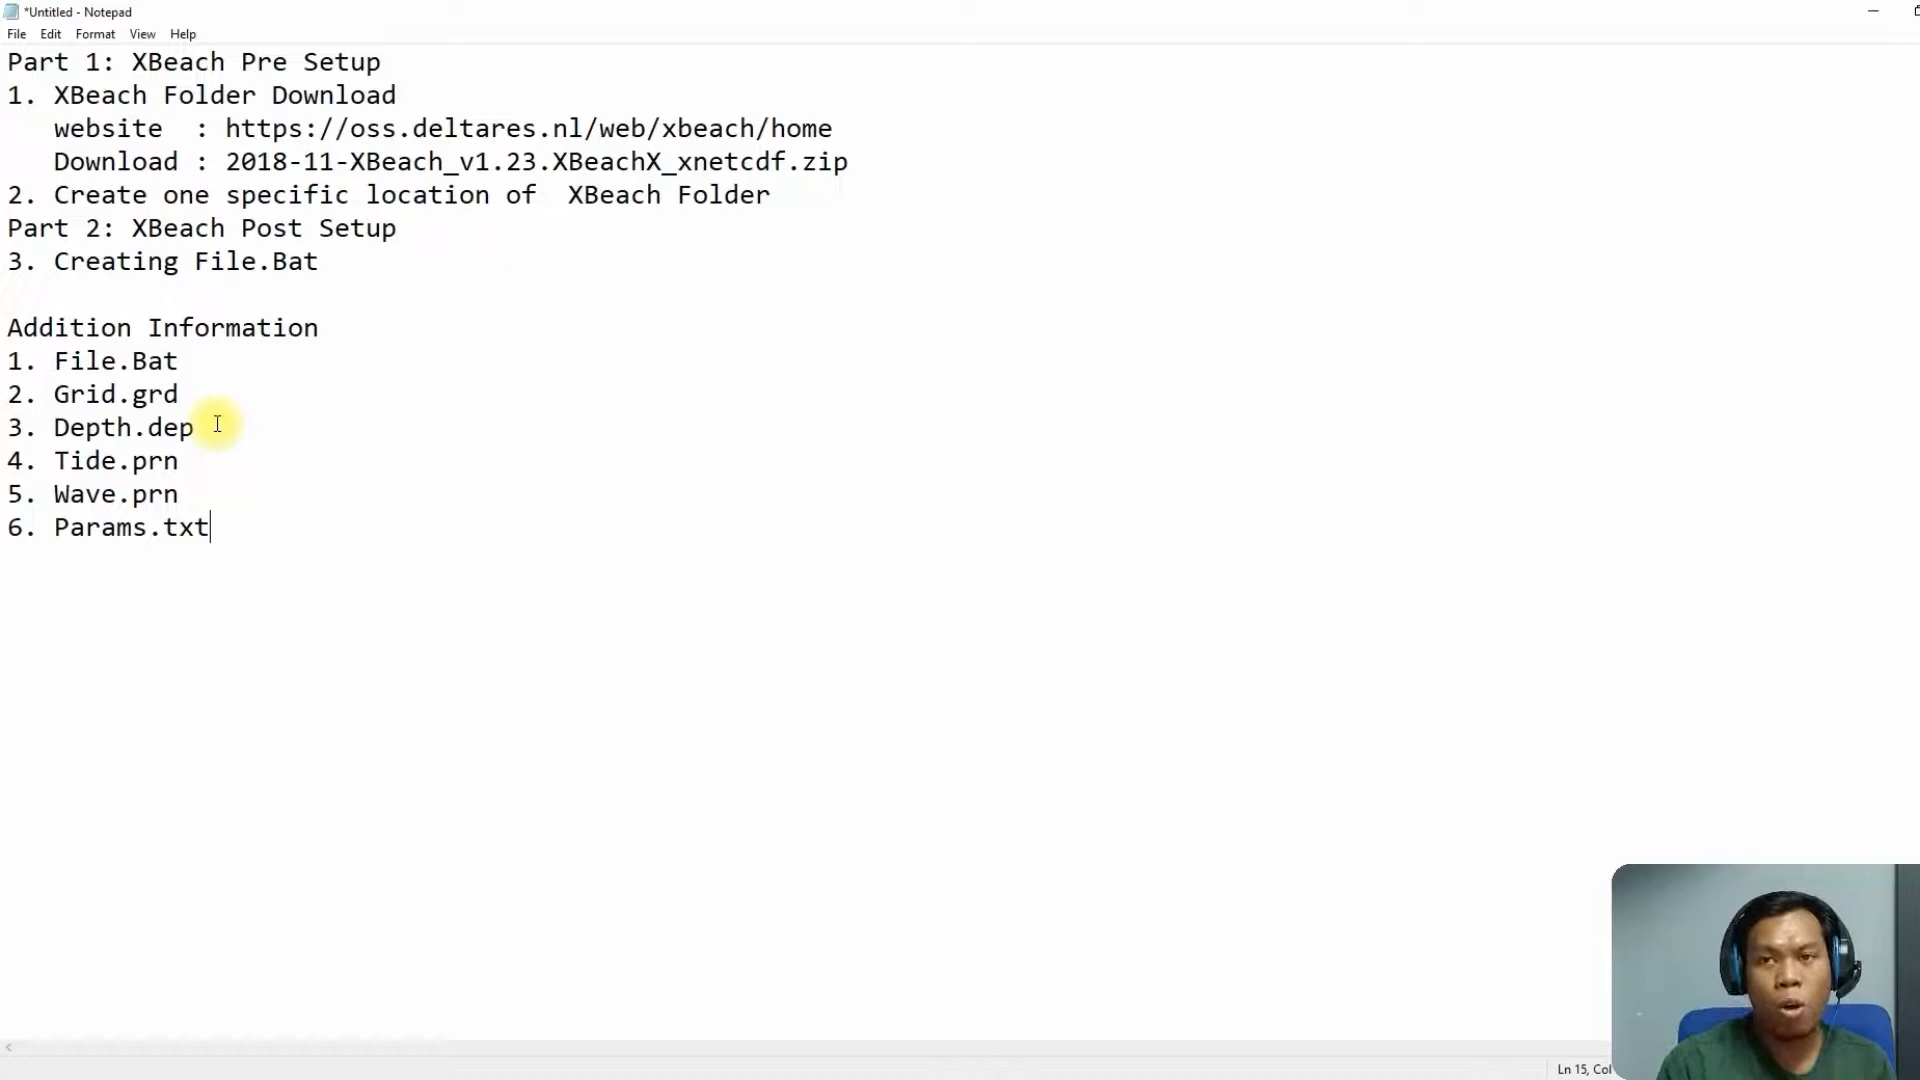 *Untitled - Notepad
File Edit Format View Help
Part 1: XBeach Pre Setup
1. XBeach Folder Download
website : https://oss.deltares.nl/web/xbeach/home
Download : 2018-11-XBeach_v1.23.XBeachX_xnetcdf.zip
2. Create one specific location of  XBeach Folder
Part 2: XBeach Post Setup
3. Creating File.Bat
Addition Information
1. File.Bat
2. Grid.grd
3. Depth.dep
4. Tide.prn
5. Wave.prn
6. Params.txt
Ln 15, Col